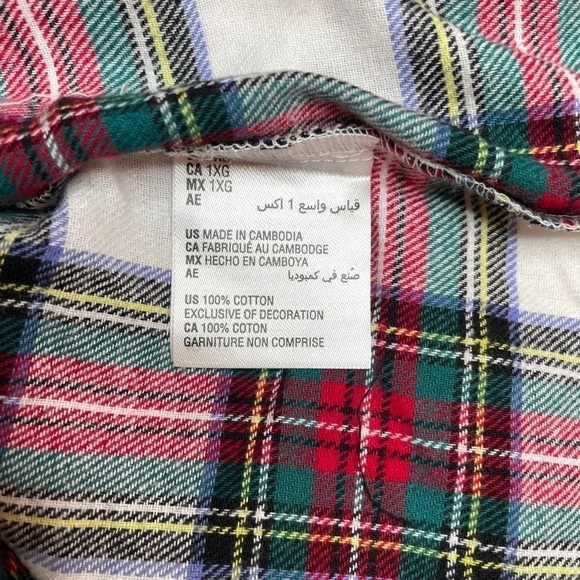 CA 1XG
MX 1XG
AE قياس واسع 1 اكس
US MADE IN CAMBODIA
CA FABRIQUÉ AU CAMBODGE
MX HECHO EN CAMBOYA
AE صُنع في كمبوديا
US 100% COTTON
EXCLUSIVE OF DECORATION
CA 100% COTON
GARNITURE NON COMPRISE